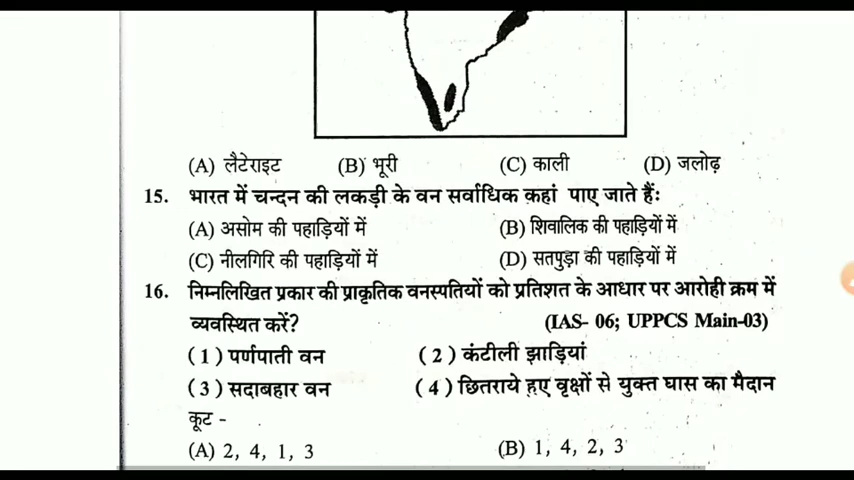 (A) लैटेराइट (B) भूरी (C) काली (D) जलोढ़
15. भारत में चन्दन की लकड़ी के वन सर्वाधिक कहां पाए जाते हैंः
(A) असोम की पहाड़ियों में (B) शिवालिक की पहाड़ियों में
(C) नीलगिरि की पहाड़ियों में (D) सतपुड़ा की पहाड़ियों में
16. निम्नलिखित प्रकार की प्राकृतिक वनस्पतियों को प्रतिशत के आधार पर आरोही क्रम में
व्यवस्थित करें? (IAS- 06; UPPCS Main-03)
(1) पर्णपाती वन (2) कंटीली झाड़ियां
(3) सदाबहार वन (4) छितराये हुए वृक्षों से युक्त घास का मैदान
कूट -
(A) 2, 4, 1, 3 (B) 1, 4, 2, 3